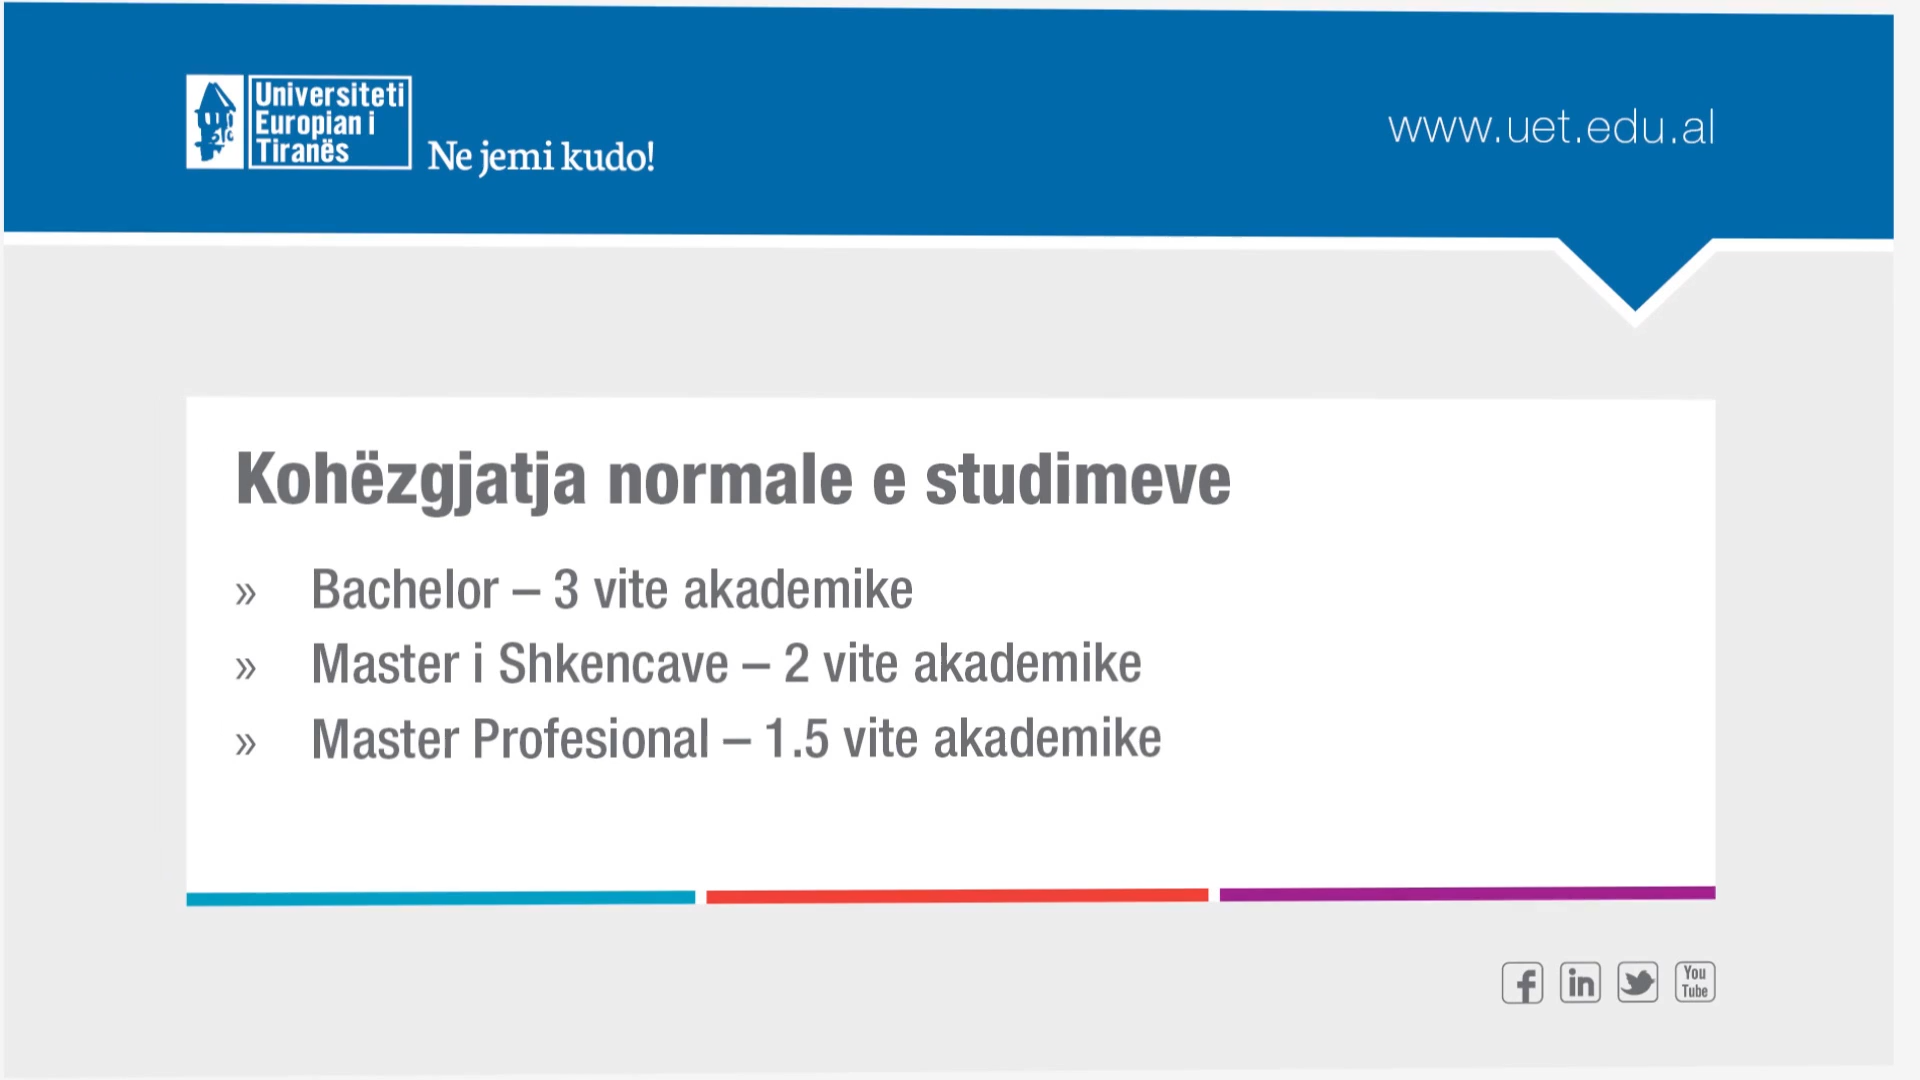 Universiteti
Europian i
Tiranës
Ne jemi kudo!
www.uet.edu.al
Kohëzgjatja normale e studimeve
» Bachelor – 3 vite akademike
» Master i Shkencave – 2 vite akademike
» Master Profesional – 1.5 vite akademike
f in You
Tube